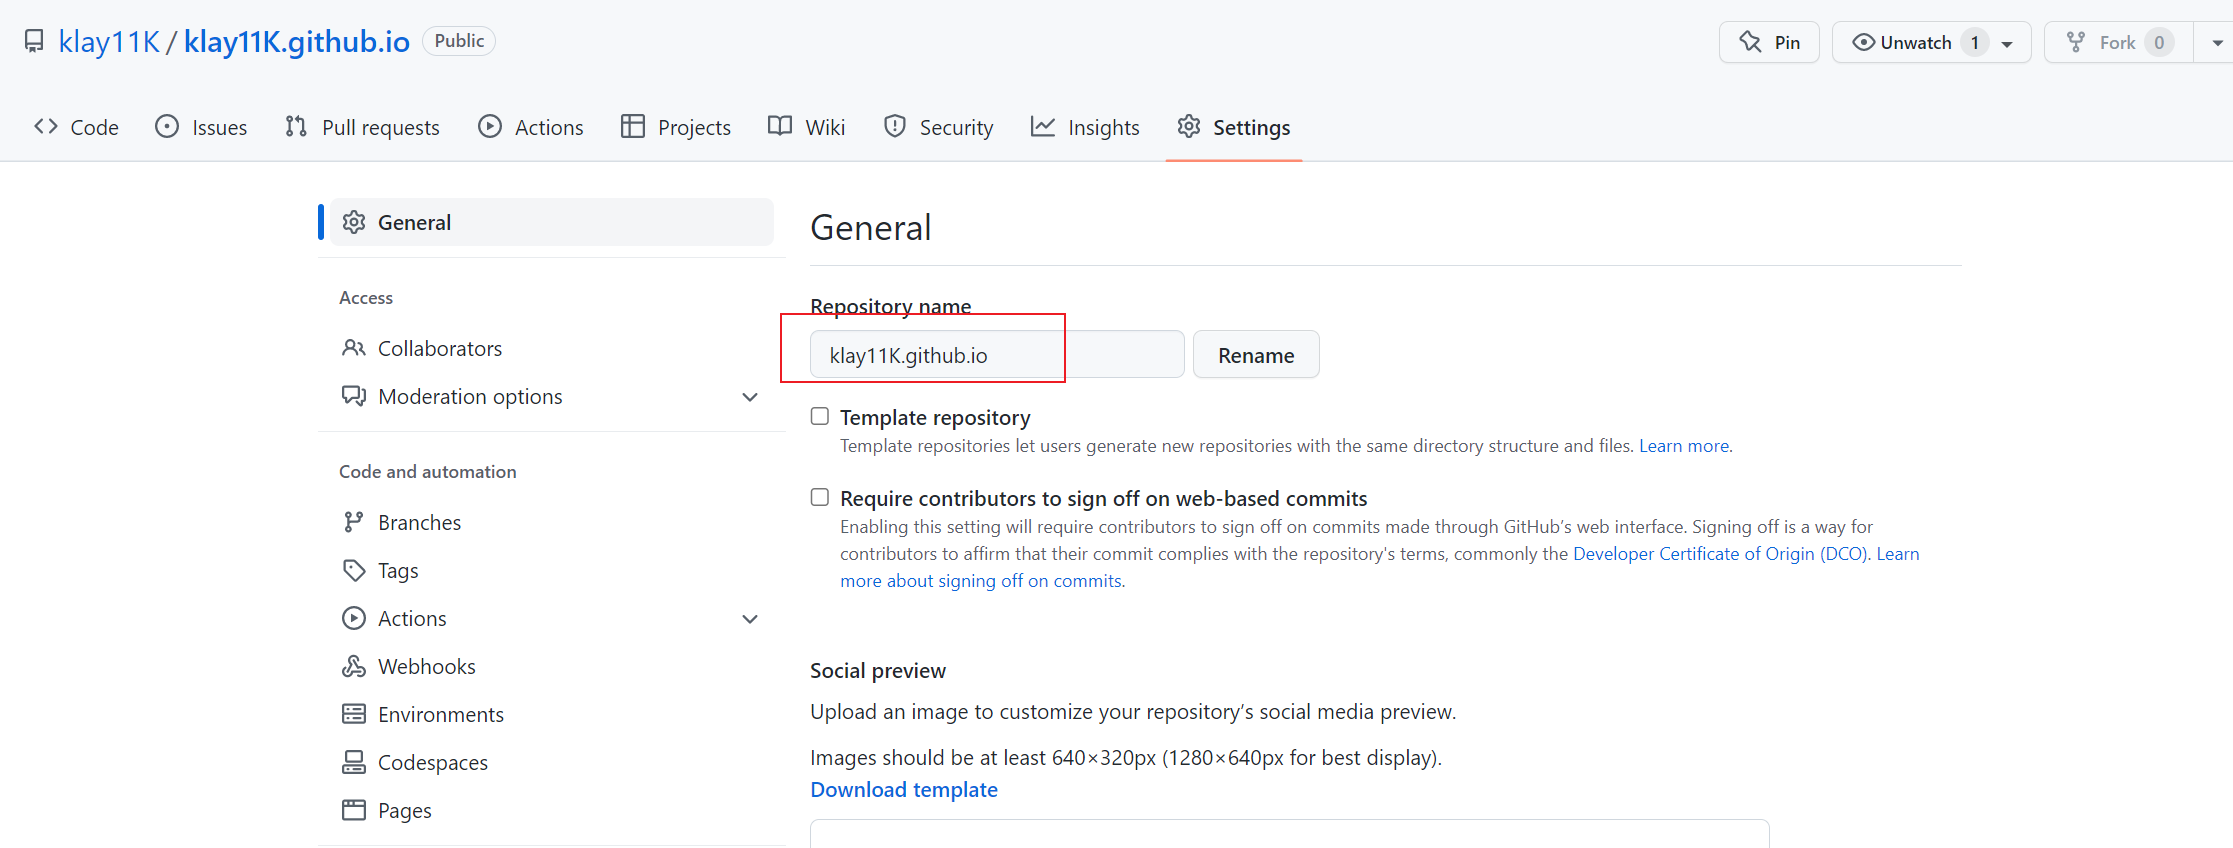 klay11K / klay11K.github.io Public
Pin
Unwatch 1
Fork 0
Code Issues Pull requests Actions Projects Wiki Security Insights Settings
General
Access
Collaborators
Moderation options
Code and automation
Branches
Tags
Actions
Webhooks
Environments
Codespaces
Pages
General
Repository name
klay11K.github.io
Rename
Template repository
Template repositories let users generate new repositories with the same directory structure and files. Learn more.
Require contributors to sign off on web-based commits
Enabling this setting will require contributors to sign off on commits made through GitHub’s web interface. Signing off is a way for
contributors to affirm that their commit complies with the repository's terms, commonly the Developer Certificate of Origin (DCO). Learn
more about signing off on commits.
Social preview
Upload an image to customize your repository’s social media preview.
Images should be at least 640×320px (1280×640px for best display).
Download template